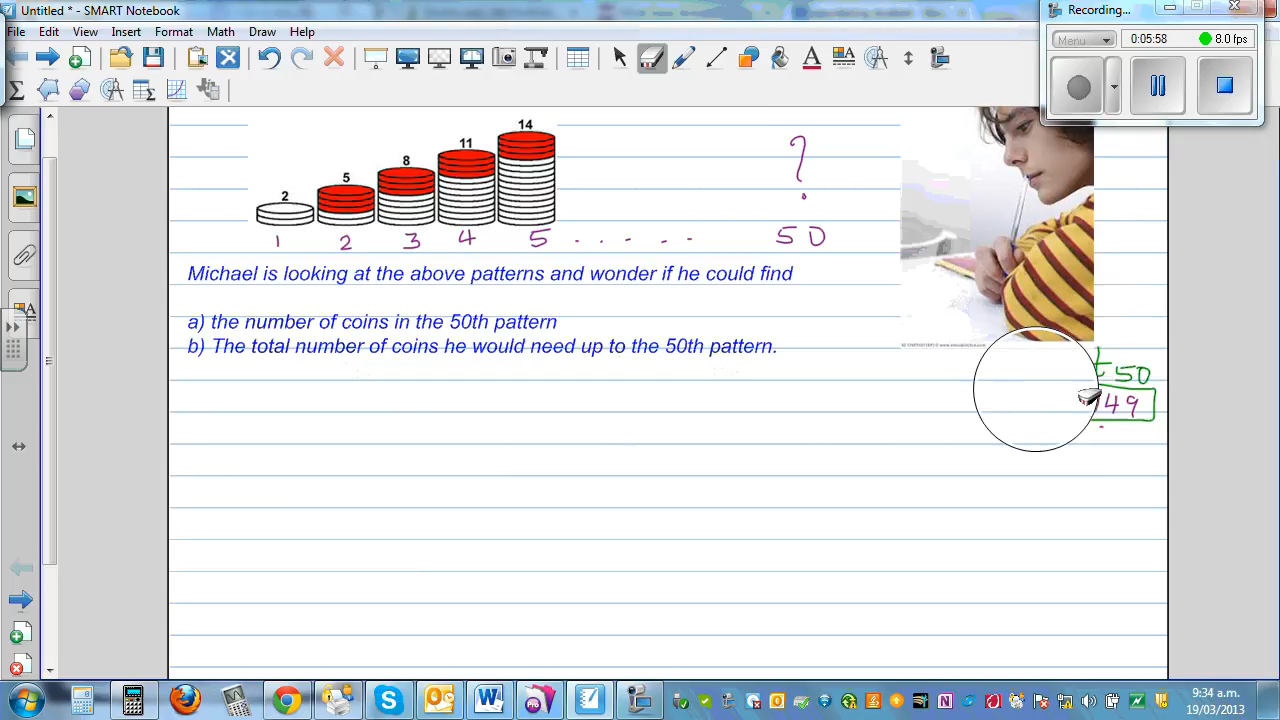 Untitled * - SMART Notebook
Recording...
File Edit View Insert Format Math Draw Help
Menu
0:05:58
8.0 fps
2
5
8
11
14
?
1 2 3 4 5 . . . . . 50
Michael is looking at the above patterns and wonder if he could find
a) the number of coins in the 50th pattern
b) The total number of coins he would need up to the 50th pattern.
t50
149
9:34 a.m.
19/03/2013